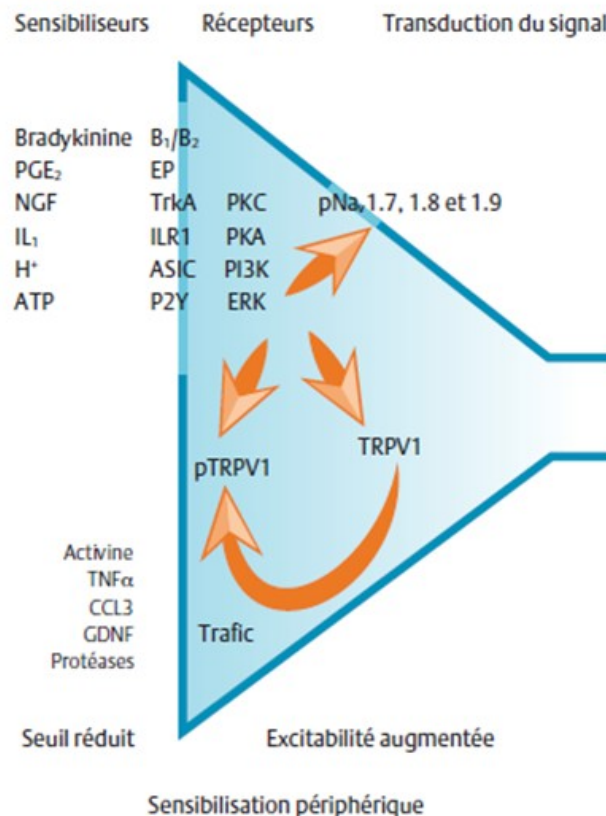 Sensibiliseurs Récepteurs Transduction du signal
Bradykinine B₁/B₂
PGE₂ EP
NGF TrkA PKC pNaᵥ1.7, 1.8 et 1.9
IL₁ ILR1 PKA
H⁺ ASIC PI3K
ATP P2Y ERK
TRPV1
pTRPV1
Activine
TNFα
CCL3
GDNF Trafic
Protéases
Seuil réduit Excitabilité augmentée
Sensibilisation périphérique